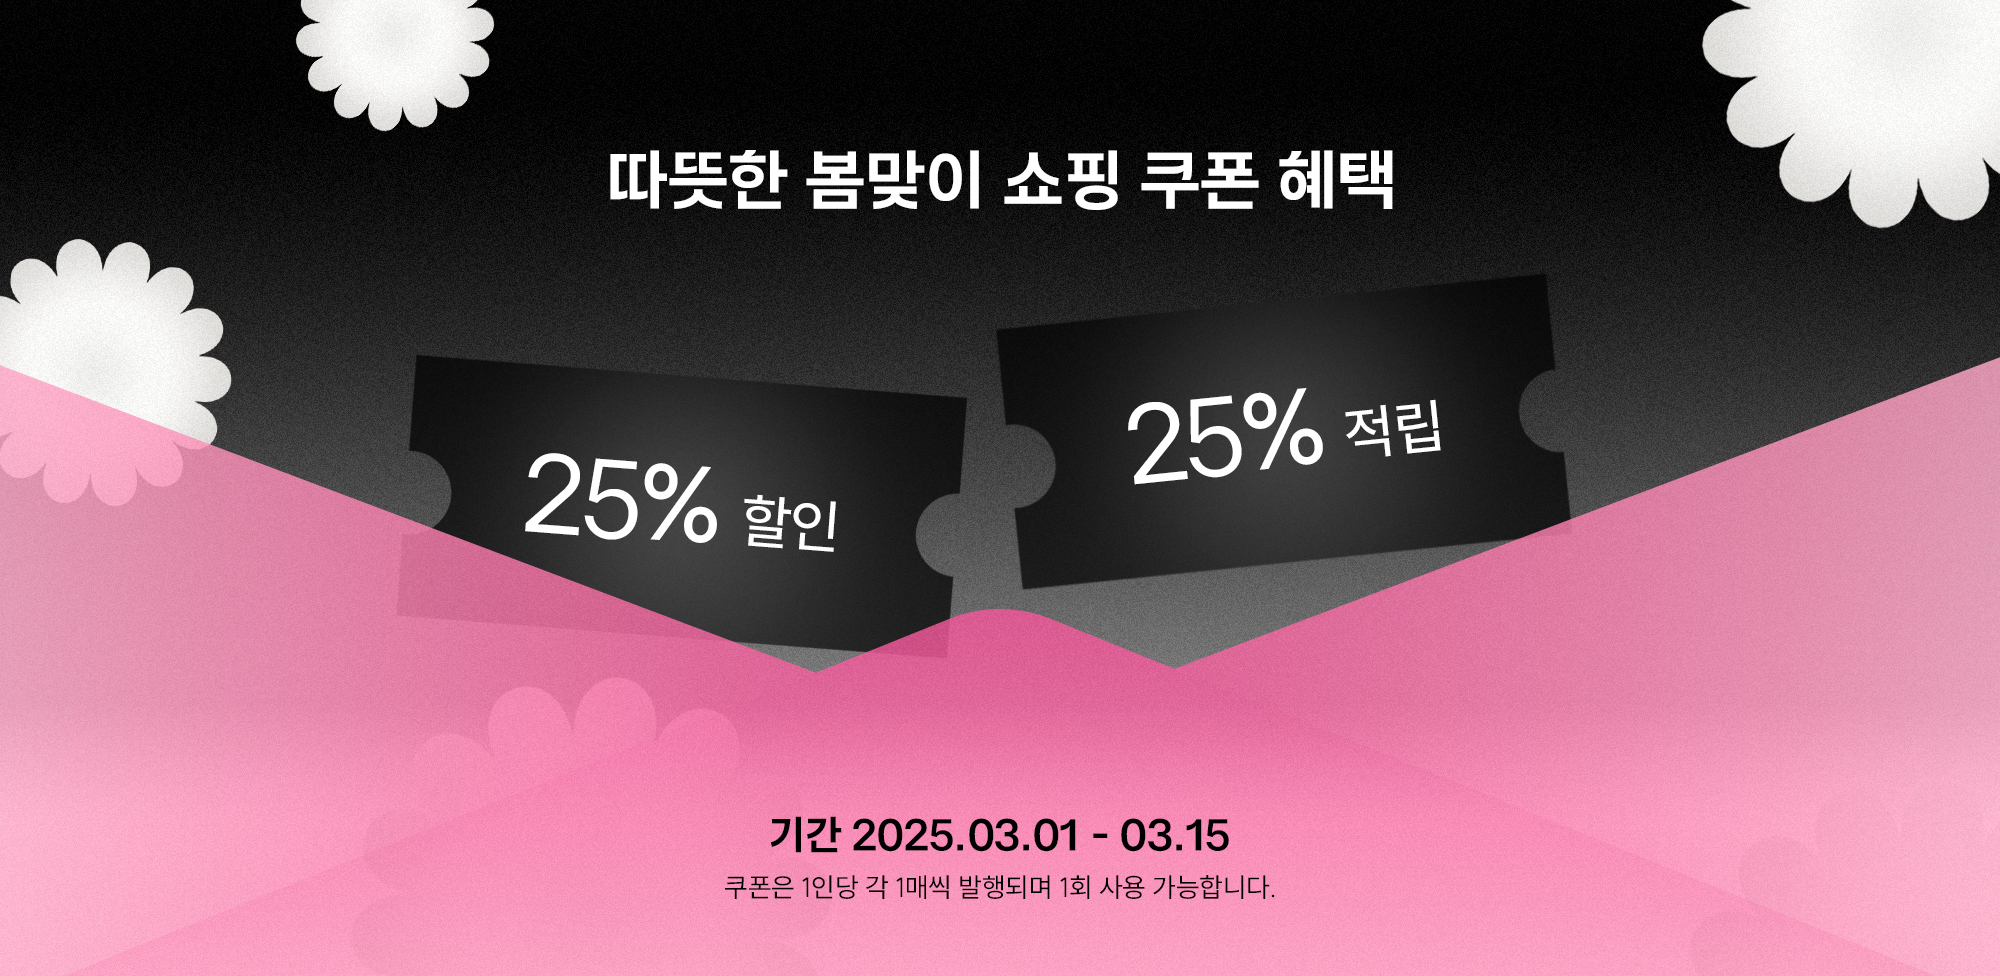 따뜻한 봄맞이 쇼핑 쿠폰 혜택
25% 할인
25% 적립
기간 2025.03.01 - 03.15
쿠폰은 1인당 각 1매씩 발행되며 1회 사용 가능합니다.